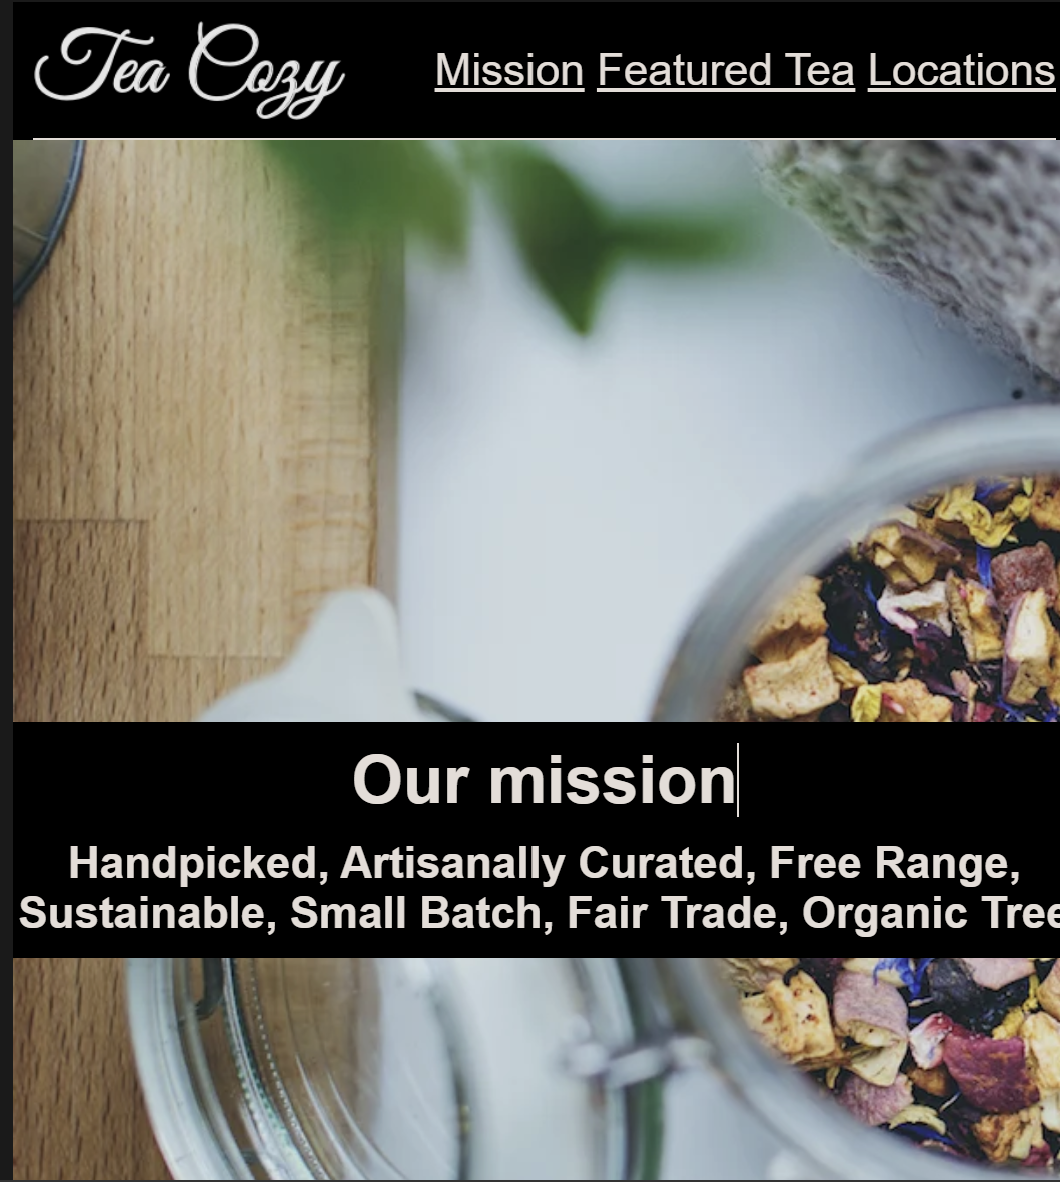 Tea Cozy
Mission Featured Tea Locations
Our mission
Handpicked, Artisanally Curated, Free Range,
Sustainable, Small Batch, Fair Trade, Organic Tree